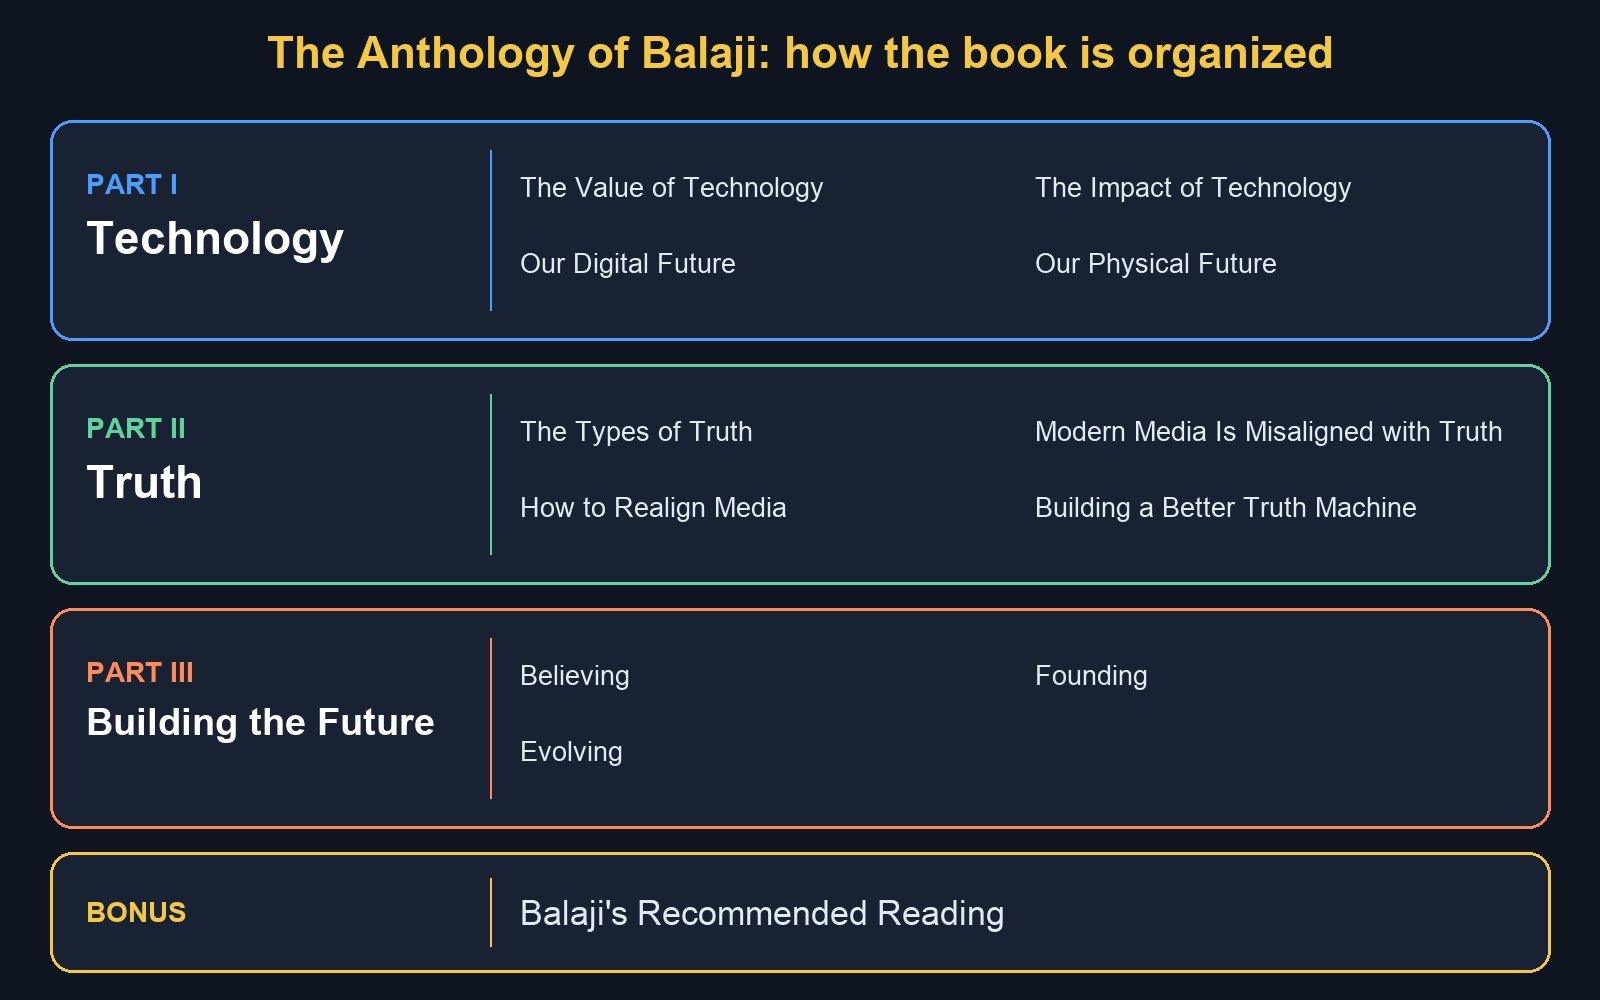 The Anthology of Balaji: how the book is organized
PART I
Technology
The Value of Technology
The Impact of Technology
Our Digital Future
Our Physical Future
PART II
Truth
The Types of Truth
Modern Media Is Misaligned with Truth
How to Realign Media
Building a Better Truth Machine
PART III
Building the Future
Believing
Founding
Evolving
BONUS
Balaji's Recommended Reading